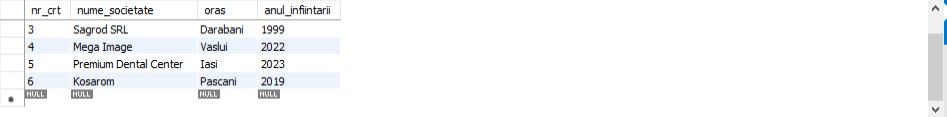 nr_crt nume_societate oras anul_infiintarii
3 Sagrod SRL Darabani 1999
4 Mega Image Vaslui 2022
5 Premium Dental Center Iasi 2023
6 Kosarom Pascani 2019
NULL NULL NULL NULL